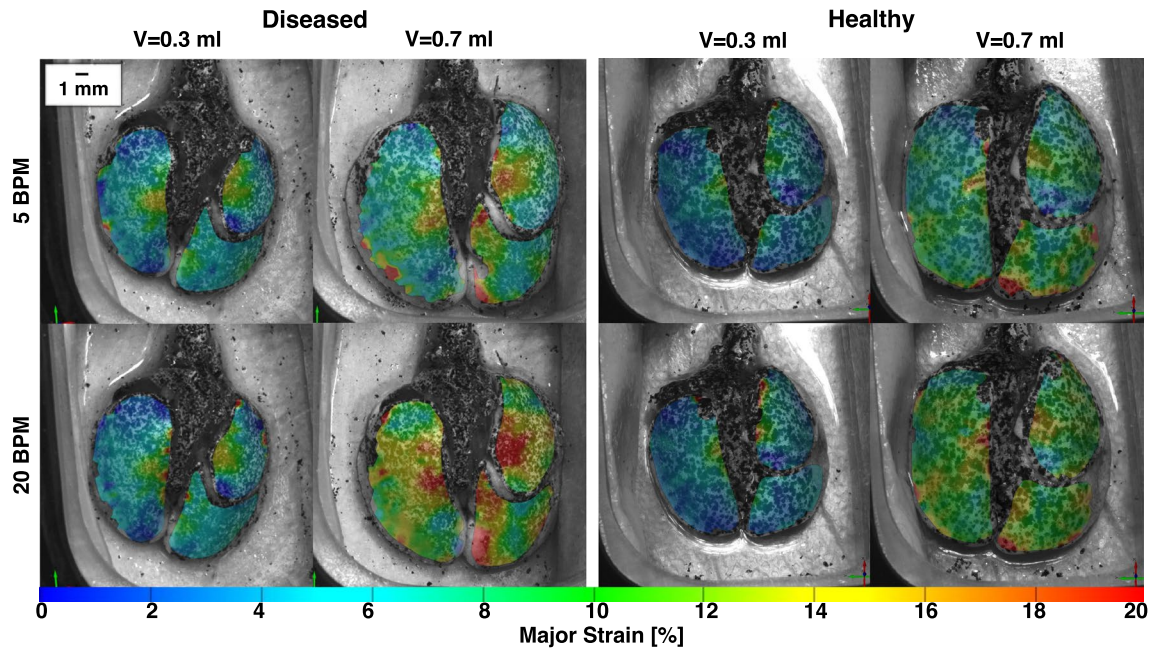 Diseased
Healthy
V=0.3 ml
V=0.7 ml
V=0.3 ml
V=0.7 ml
1 mm
5 BPM
20 BPM
0 2 4 6 8 10 12 14 16 18 20
Major Strain [%]